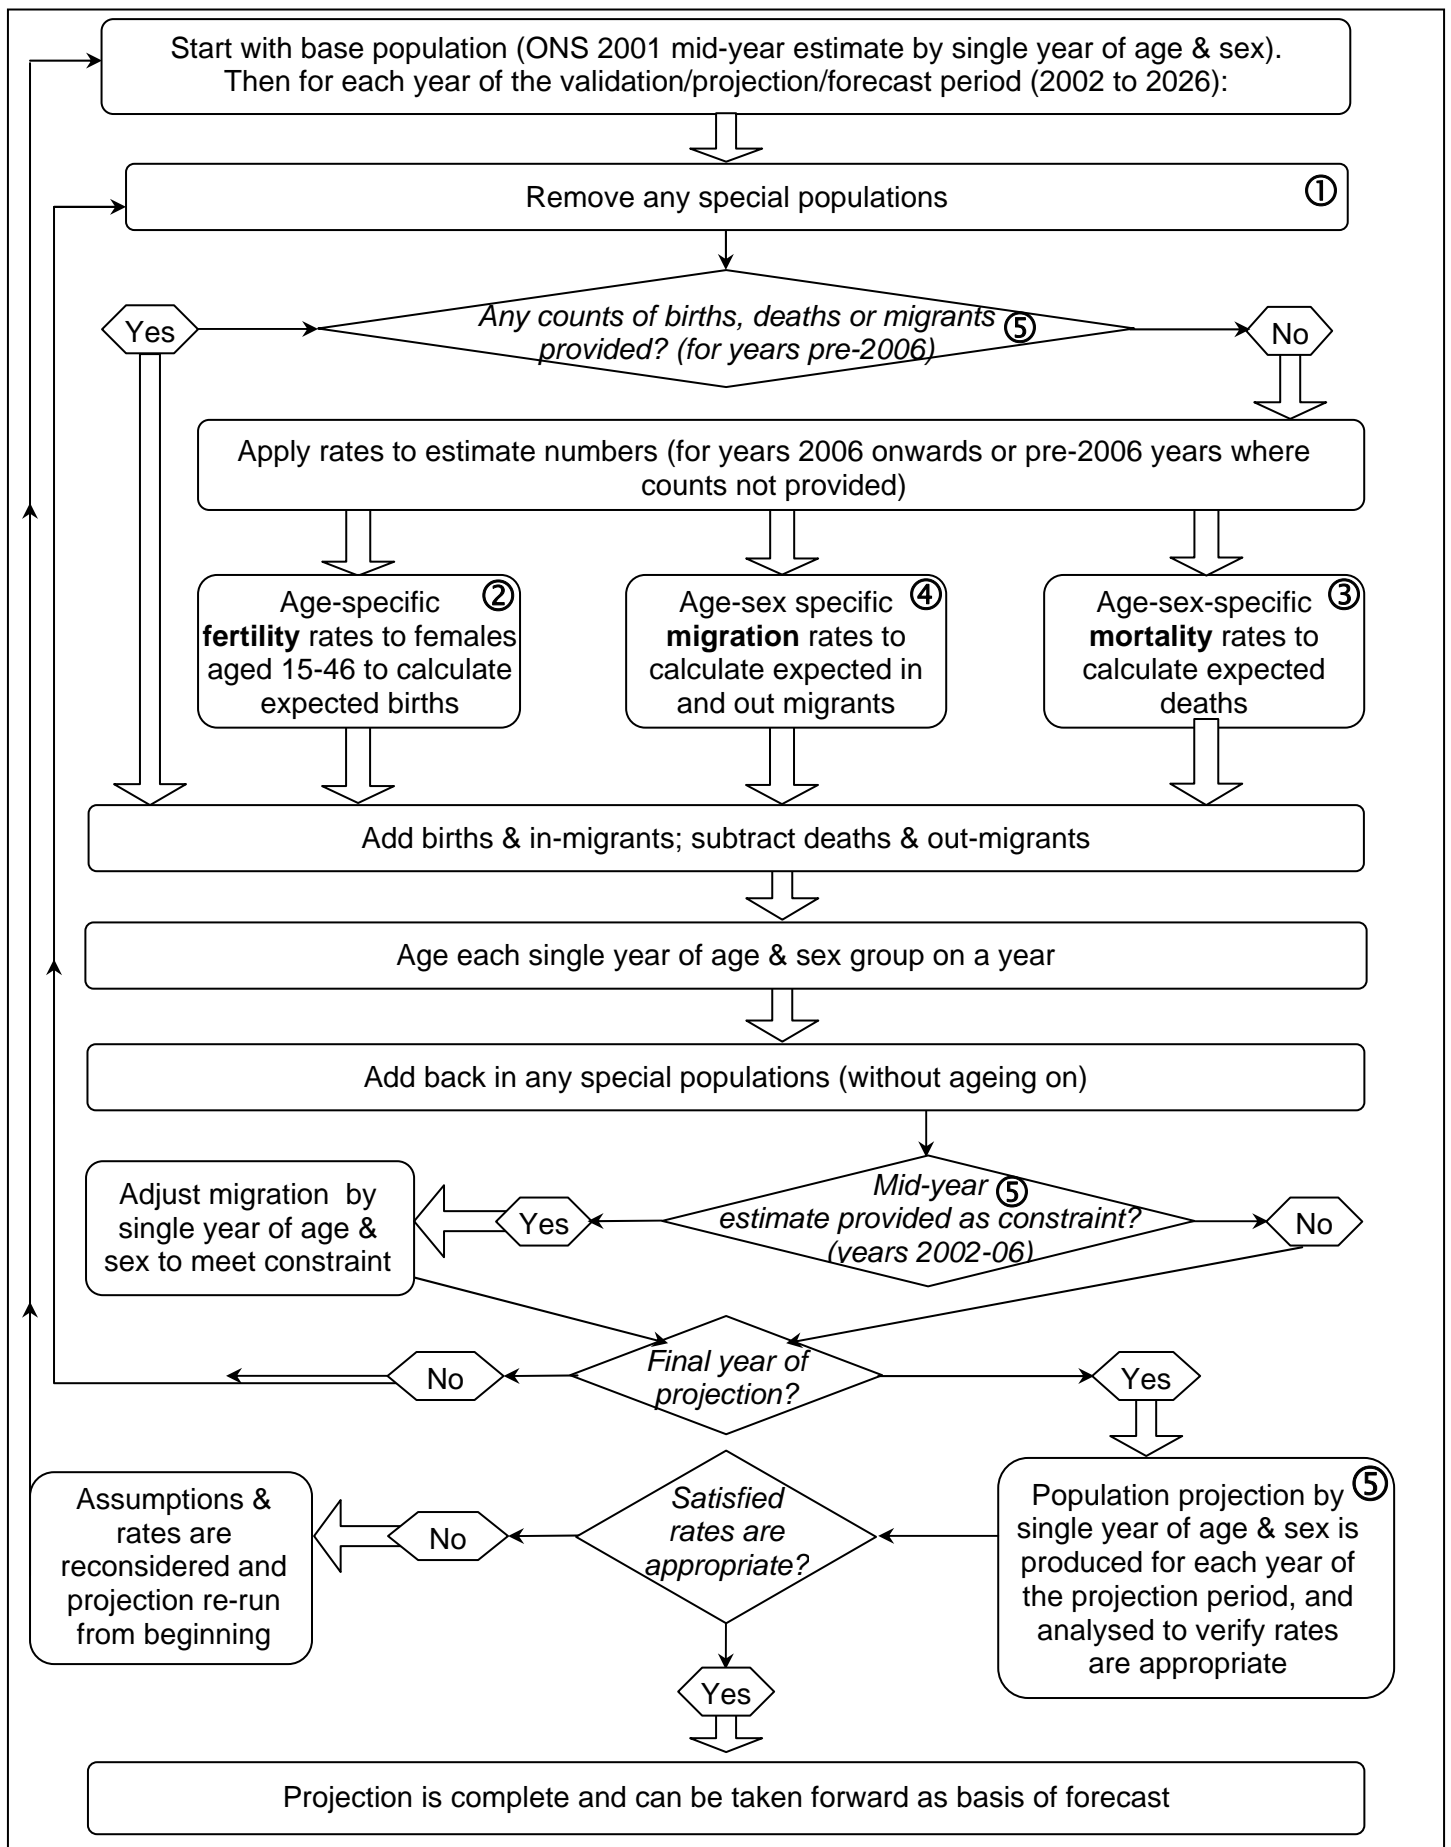 Start with base population (ONS 2001 mid-year estimate by single year of age & sex).
Then for each year of the validation/projection/forecast period (2002 to 2026):
Remove any special populations ①
Yes
Any counts of births, deaths or migrants ⑤
provided? (for years pre-2006)
No
Apply rates to estimate numbers (for years 2006 onwards or pre-2006 years where
counts not provided)
Age-specific ②
fertility rates to females
aged 15-46 to calculate
expected births
Age-sex specific ④
migration rates to
calculate expected in
and out migrants
Age-sex-specific ③
mortality rates to
calculate expected
deaths
Add births & in-migrants; subtract deaths & out-migrants
Age each single year of age & sex group on a year
Add back in any special populations (without ageing on)
Adjust migration by
single year of age &
sex to meet constraint
Yes
Mid-year ⑤
estimate provided as constraint?
(years 2002-06)
No
No
Final year of
projection?
Yes
Assumptions &
rates are
reconsidered and
projection re-run
from beginning
No
Satisfied
rates are
appropriate?
Population projection by ⑤
single year of age & sex is
produced for each year of
the projection period, and
analysed to verify rates
are appropriate
Yes
Projection is complete and can be taken forward as basis of forecast